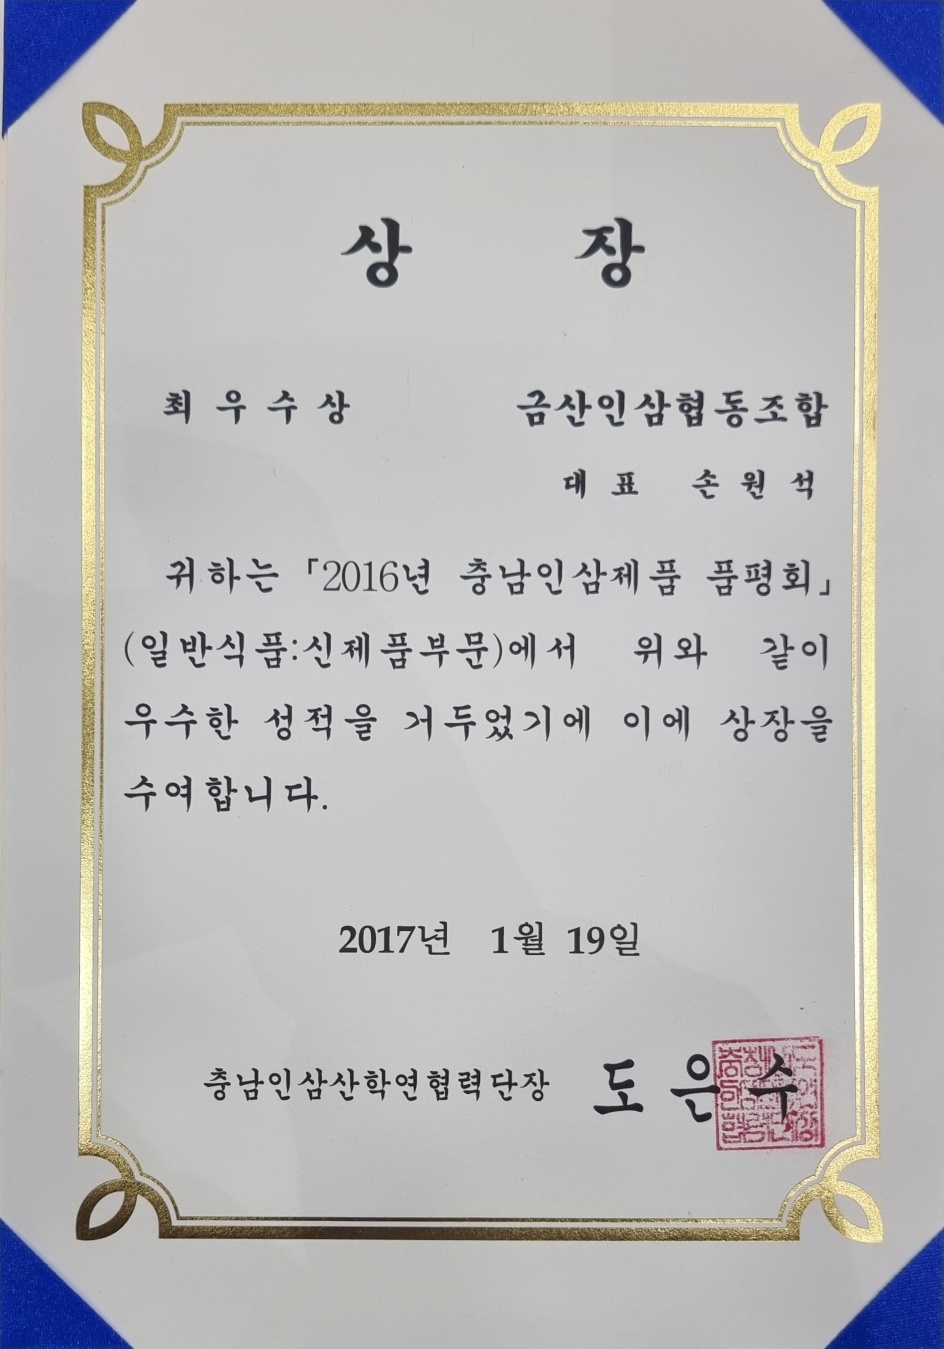 상 장
최우수상 금산인삼협동조합
대표 손원석
귀하는 「2016년 충남인삼제품 품평회」
(일반식품:신제품부문)에서 위와 같이
우수한 성적을 거두었기에 이에 상장을
수여합니다.
2017년 1월 19일
충남인삼산학연협력단장 도은수